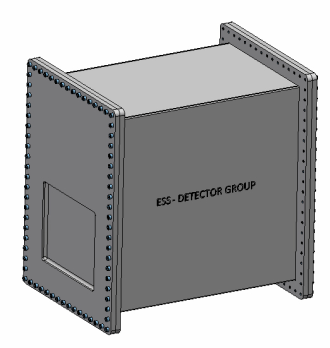 ESS - DETECTOR GROUP